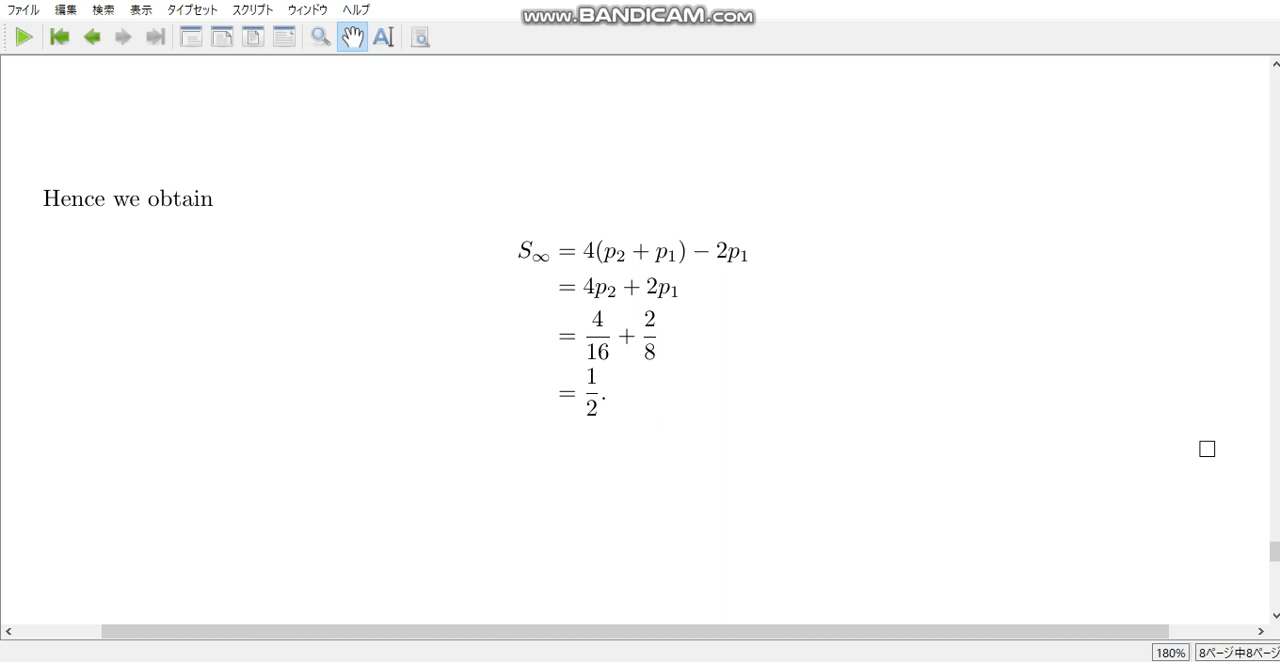 ファイル 編集 検索 表示 タイプセット スクリプト ウィンドウ ヘルプ
www.BANDICAM.com
Hence we obtain
S∞ = 4(p₂ + p₁) − 2p₁
= 4p₂ + 2p₁
= 4/16 + 2/8
= 1/2.
□
180% 8ページ中8ページ